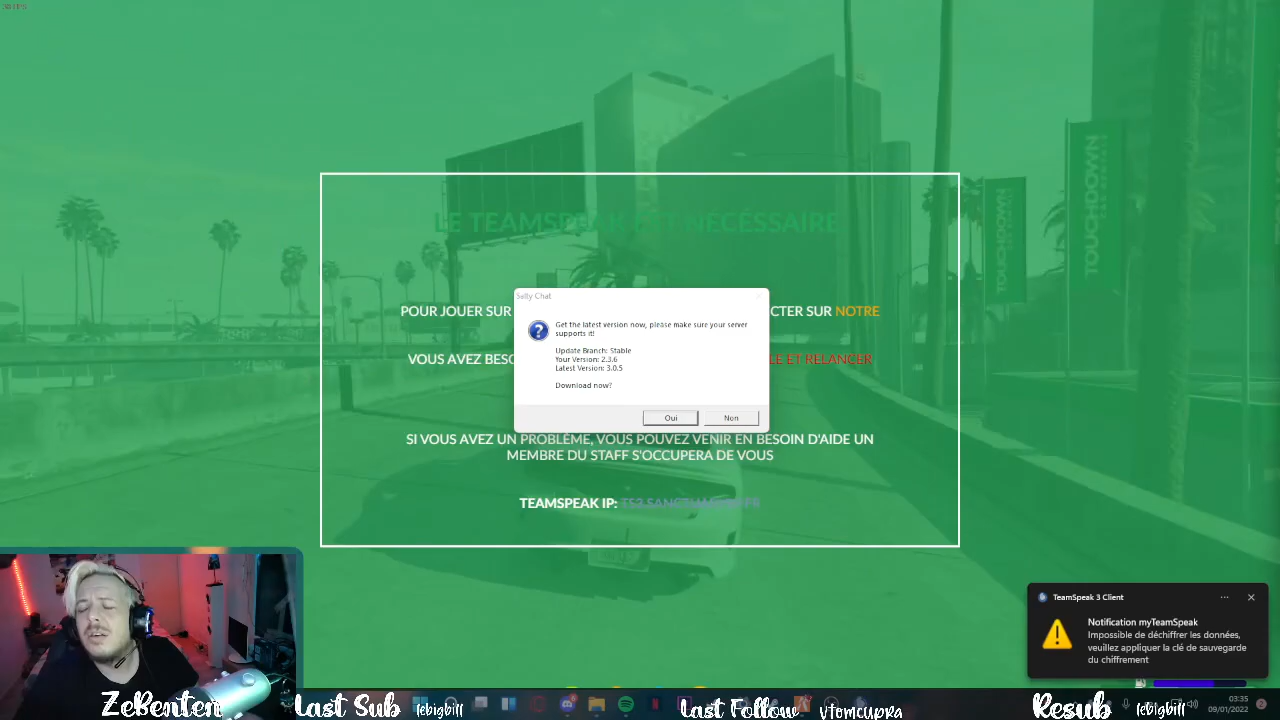 LE TEAMSPEAK EST NÉCESSAIRE
POUR JOUER SUR
CTER SUR NOTRE
VOUS AVEZ BESO
LE ET RELANCER
Salty Chat
Get the latest version now, please make sure your server
supports it!
Update Branch: Stable
Your Version: 2.3.6
Latest Version: 3.0.5
Download now?
Oui
Non
SI VOUS AVEZ UN PROBLÈME, VOUS POUVEZ VENIR EN BESOIN D'AIDE UN
MEMBRE DU STAFF S'OCCUPERA DE VOUS
TEAMSPEAK IP:
TOUCHDOWN
TOUCHDOWN
TeamSpeak 3 Client
Notification myTeamSpeak
Impossible de déchiffrer les données,
veuillez appliquer la clé de sauvegarde
du chiffrement
ZeBenten
Last Sub
lebigbill
Last Follow
yfomcupra
Resub
lebigbill
03:35
09/01/2022